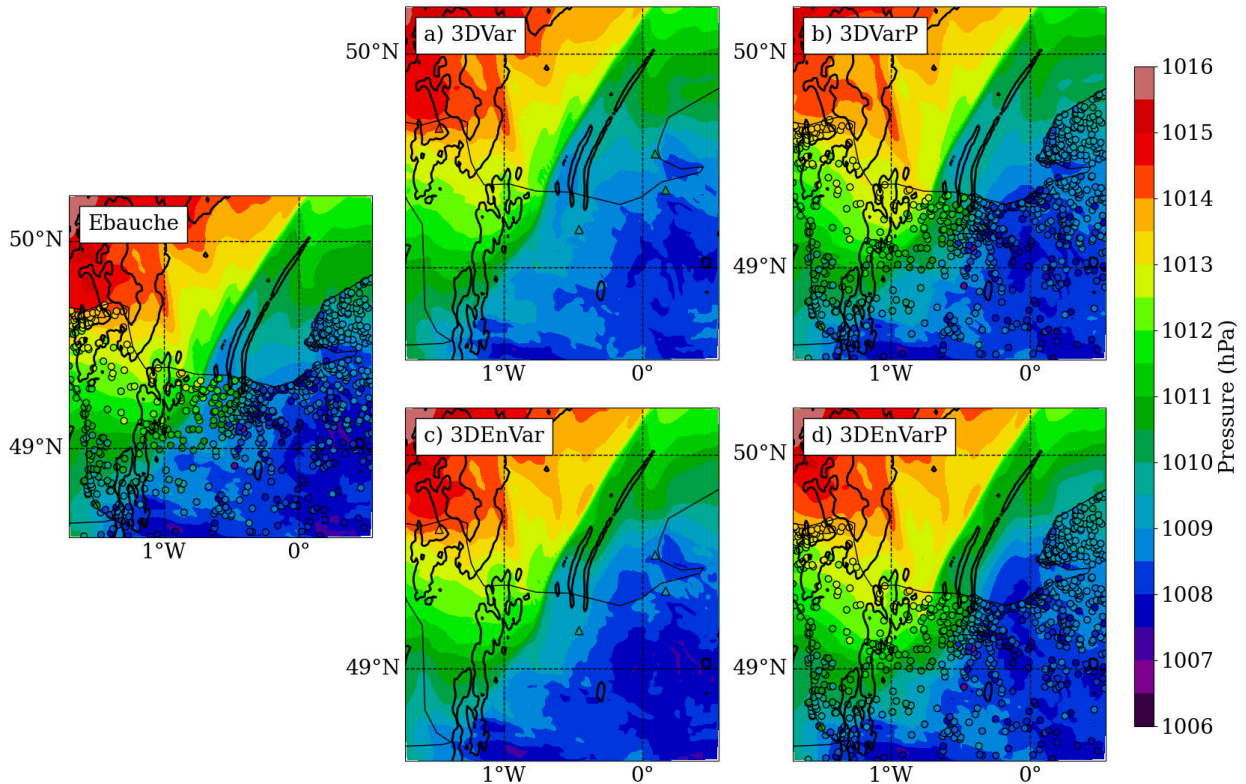 a) 3DVar
b) 3DVarP
50°N
50°N
49°N
49°N
1°W
0°
1°W
0°
Ebauche
50°N
49°N
1°W
0°
c) 3DEnVar
d) 3DEnVarP
50°N
49°N
49°N
1°W
0°
1°W
0°
1016
1015
1014
1013
1012
1011
1010
1009
1008
1007
1006
Pressure (hPa)